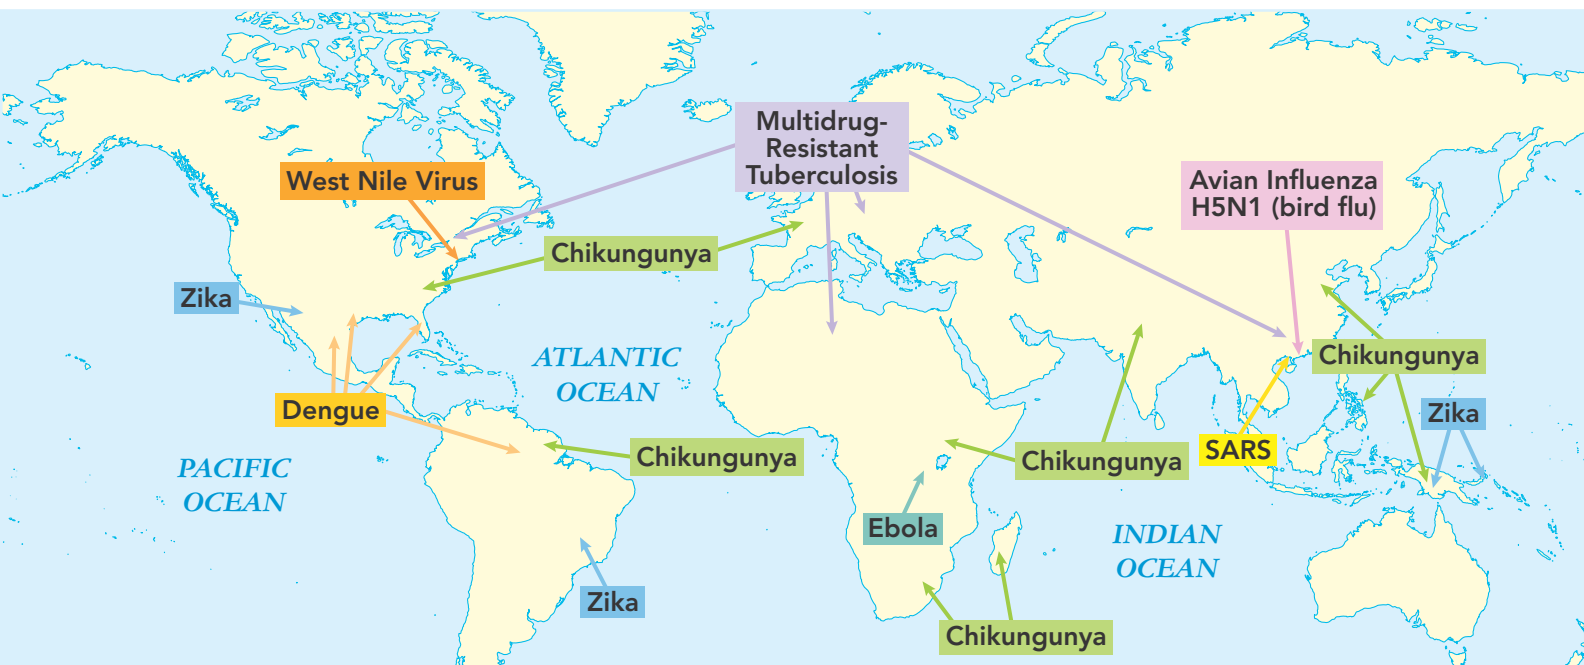 Multidrug-
Resistant
Tuberculosis
West Nile Virus
Avian Influenza
H5N1 (bird flu)
Chikungunya
Zika
Chikungunya
ATLANTIC
OCEAN
Dengue
Zika
SARS
Chikungunya
Chikungunya
PACIFIC
OCEAN
Ebola
INDIAN
OCEAN
Zika
Chikungunya